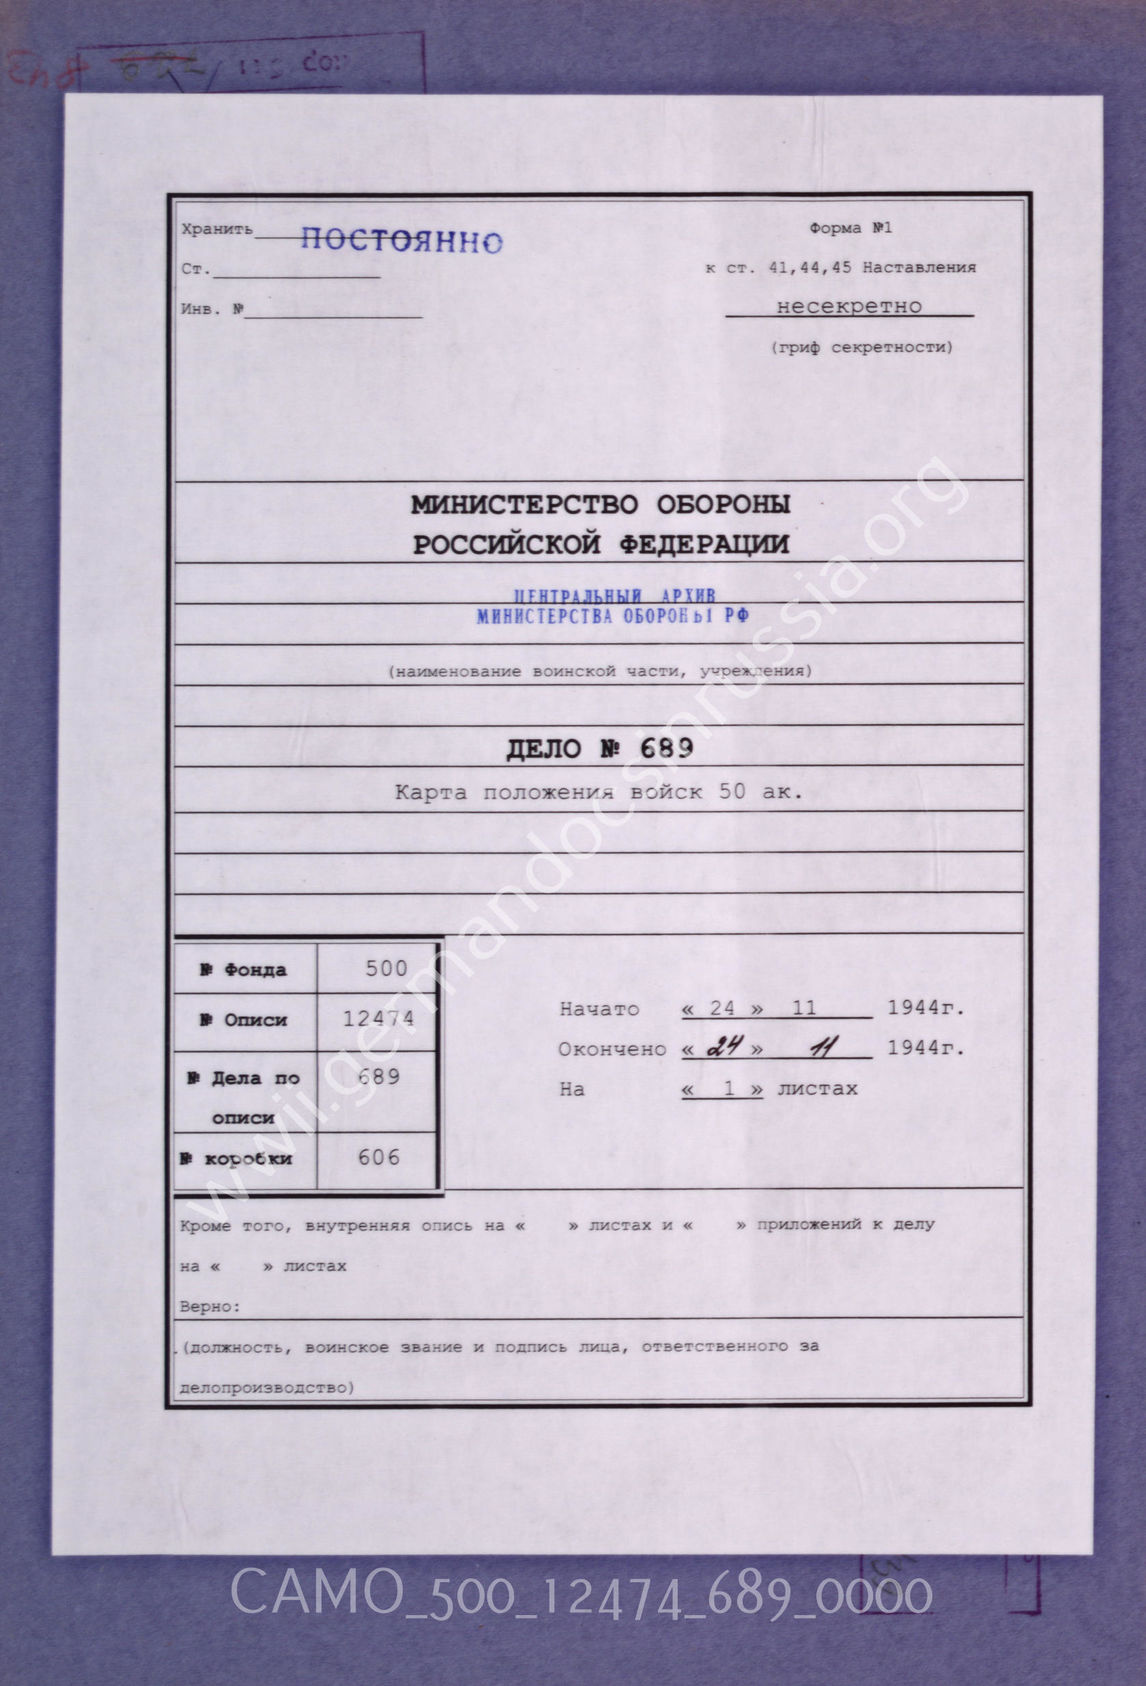 Хранить ПОСТОЯННО
Форма №1
Ст.
к ст. 41,44,45 Наставления
Инв. №
несекретно
(гриф секретности)
МИНИСТЕРСТВО ОБОРОНЫ
РОССИЙСКОЙ ФЕДЕРАЦИИ
ЦЕНТРАЛЬНЫЙ АРХИВ
МИНИСТЕРСТВА ОБОРОНЫ РФ
(наименование воинской части, учреждения)
ДЕЛО № 689
Карта положения войск 50 ак.
№ Фонда 500
№ Описи 12474
№ Дела по описи 689
№ коробки 606
Начато « 24 » 11 1944г.
Окончено « 24 » 11 1944г.
На « 1 » листах
Кроме того, внутренняя опись на « » листах и « » приложений к делу
на « » листах
Верно:
(должность, воинское звание и подпись лица, ответственного за
делопроизводство)
wwii.germandocsinrussia.org
CAMO_500_12474_689_0000